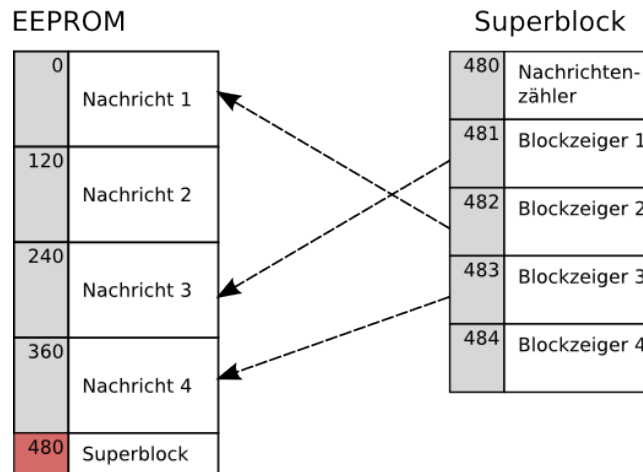 EEPROM
0
Nachricht 1
120
Nachricht 2
240
Nachricht 3
360
Nachricht 4
480
Superblock
Superblock
480
Nachrichten-
zähler
481
Blockzeiger 1
482
Blockzeiger 2
483
Blockzeiger 3
484
Blockzeiger 4